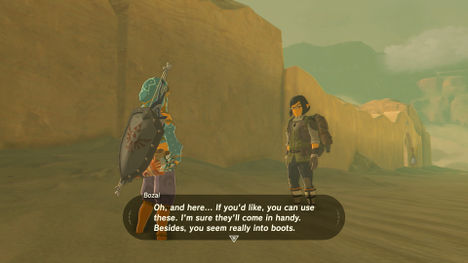 Bozai
Oh, and here... If you'd like, you can use
these. I'm sure they'll come in handy.
Besides, you seem really into boots.